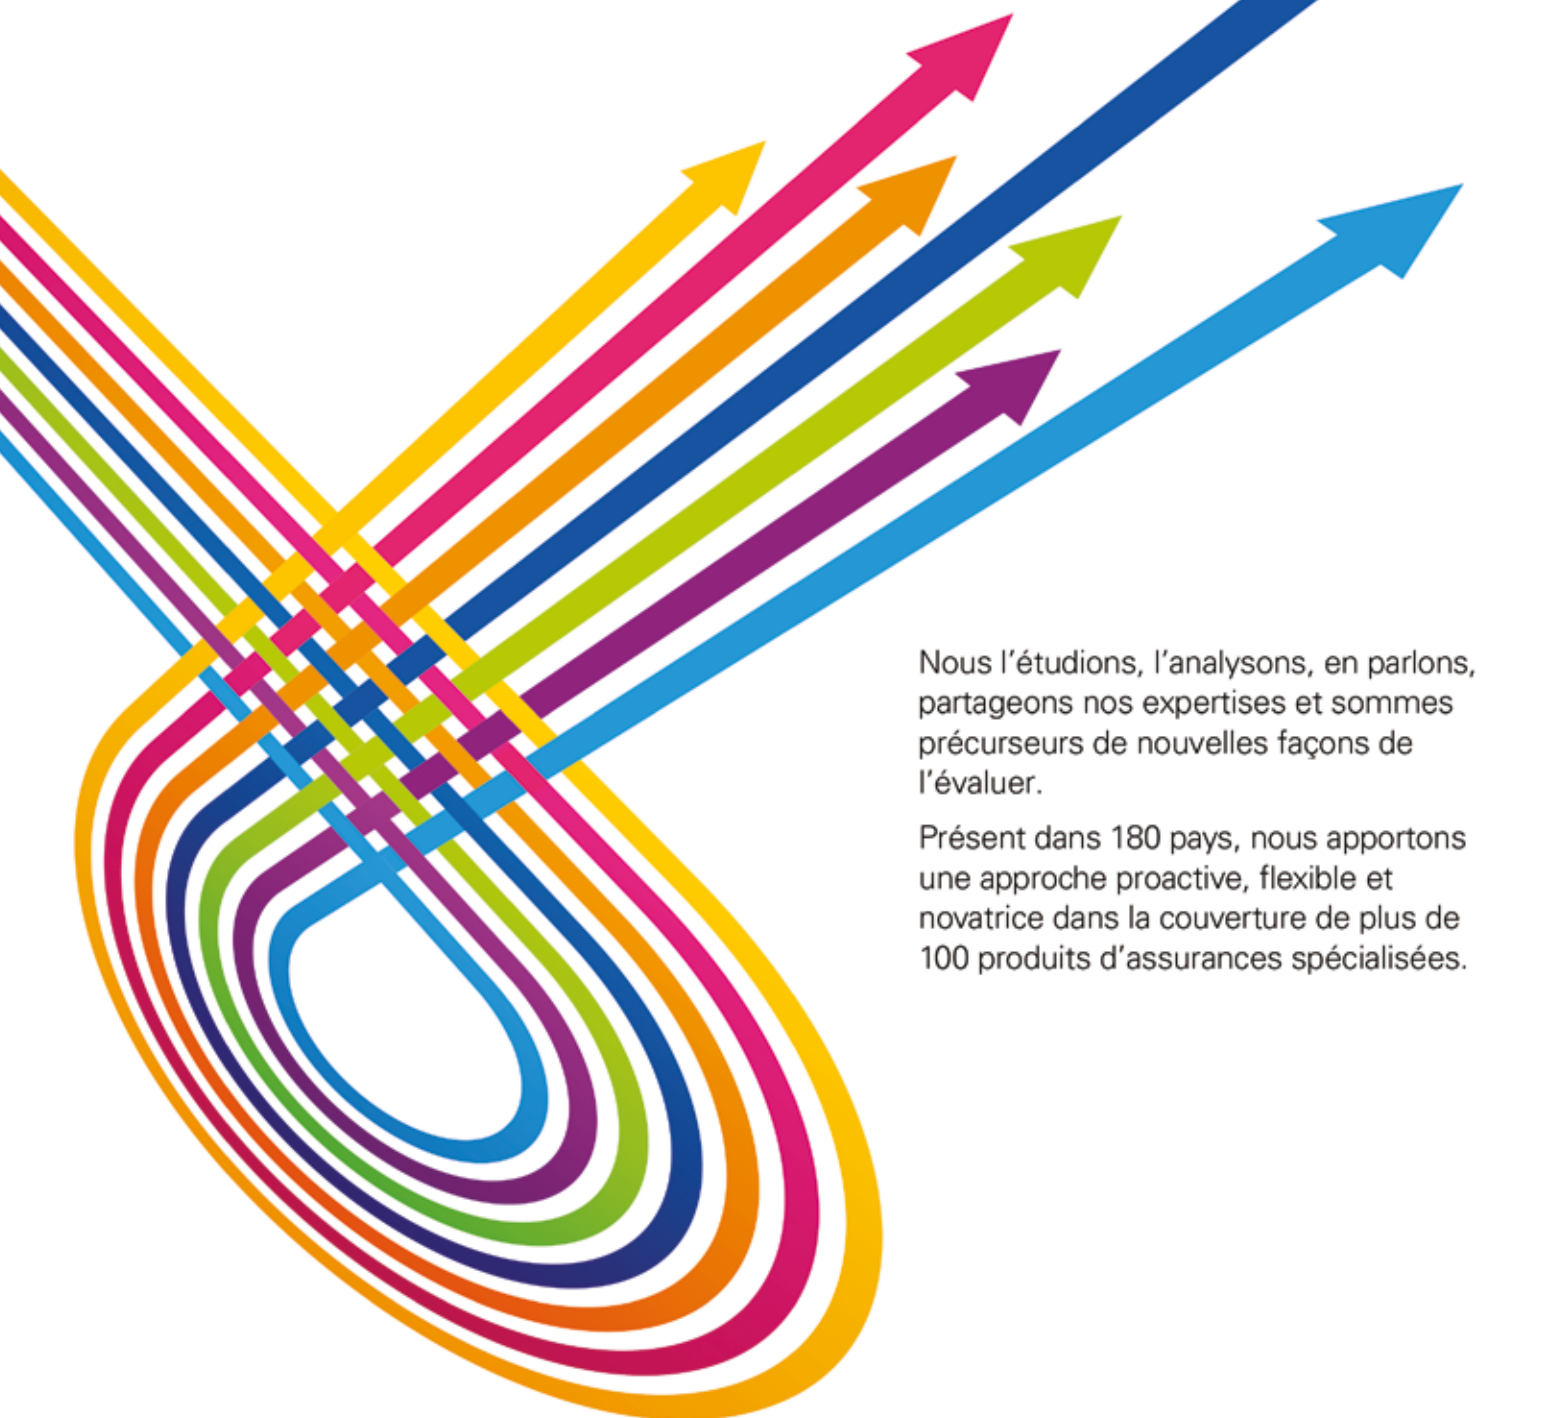 Nous l'étudions, l'analysons, en parlons,
partageons nos expertises et sommes
précurseurs de nouvelles façons de
l'évaluer.
Présent dans 180 pays, nous apportons
une approche proactive, flexible et
novatrice dans la couverture de plus de
100 produits d'assurances spécialisées.